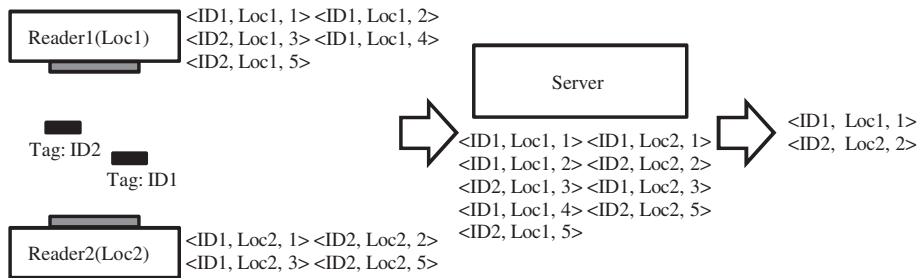 Reader1(Loc1)
<ID1, Loc1, 1> <ID1, Loc1, 2>
<ID2, Loc1, 3> <ID1, Loc1, 4>
<ID2, Loc1, 5>
Tag: ID2
Tag: ID1
Reader2(Loc2)
<ID1, Loc2, 1> <ID2, Loc2, 2>
<ID1, Loc2, 3> <ID2, Loc2, 5>
Server
<ID1, Loc1, 1> <ID1, Loc2, 1>
<ID1, Loc1, 2> <ID2, Loc2, 2>
<ID2, Loc1, 3> <ID1, Loc2, 3>
<ID1, Loc1, 4> <ID2, Loc2, 5>
<ID2, Loc1, 5>
<ID1, Loc1, 1>
<ID2, Loc2, 2>